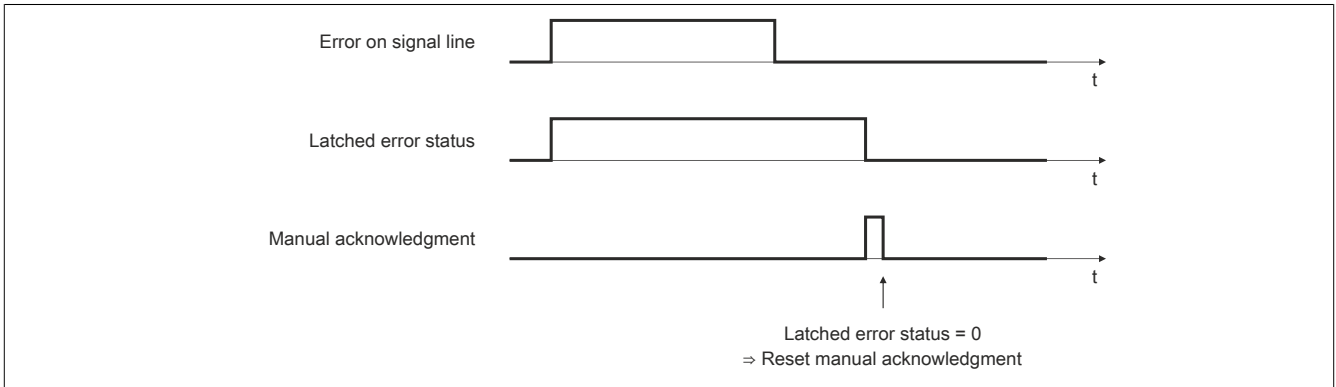 Error on signal line
t
Latched error status
t
Manual acknowledgment
t
Latched error status = 0
⇒ Reset manual acknowledgment